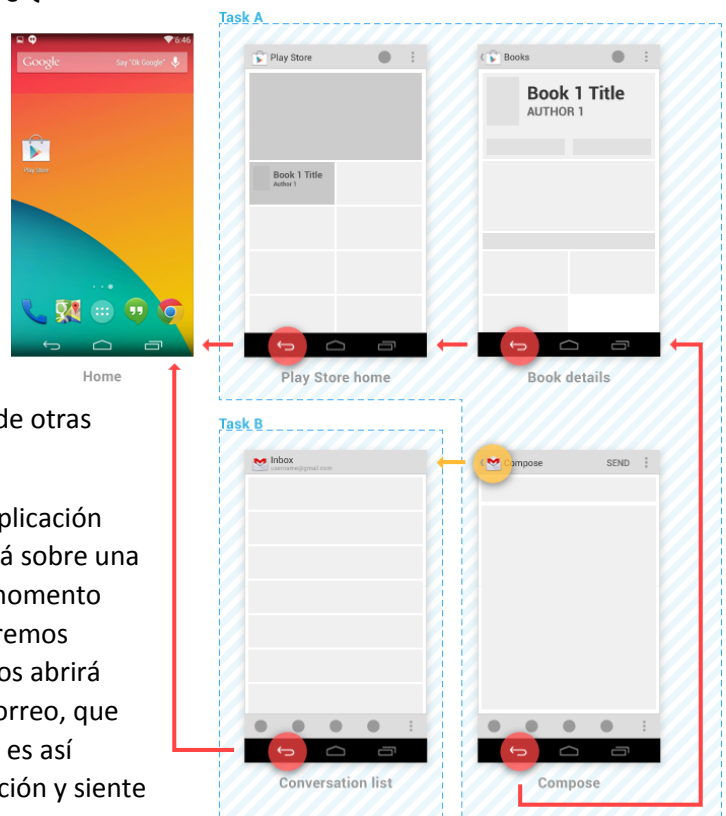 Task A
6:46
Google Say "Ok Google"
Play Store
Play Store
Book 1 Title
Author 1
Books
Book 1 Title
AUTHOR 1
Home
Play Store home
Book details
de otras
plicación
á sobre una
nomento
remos
os abrirá
orreo, que
es así
ción y siente
Task B
Inbox
username@gmail.com
Compose SEND
Conversation list
Compose